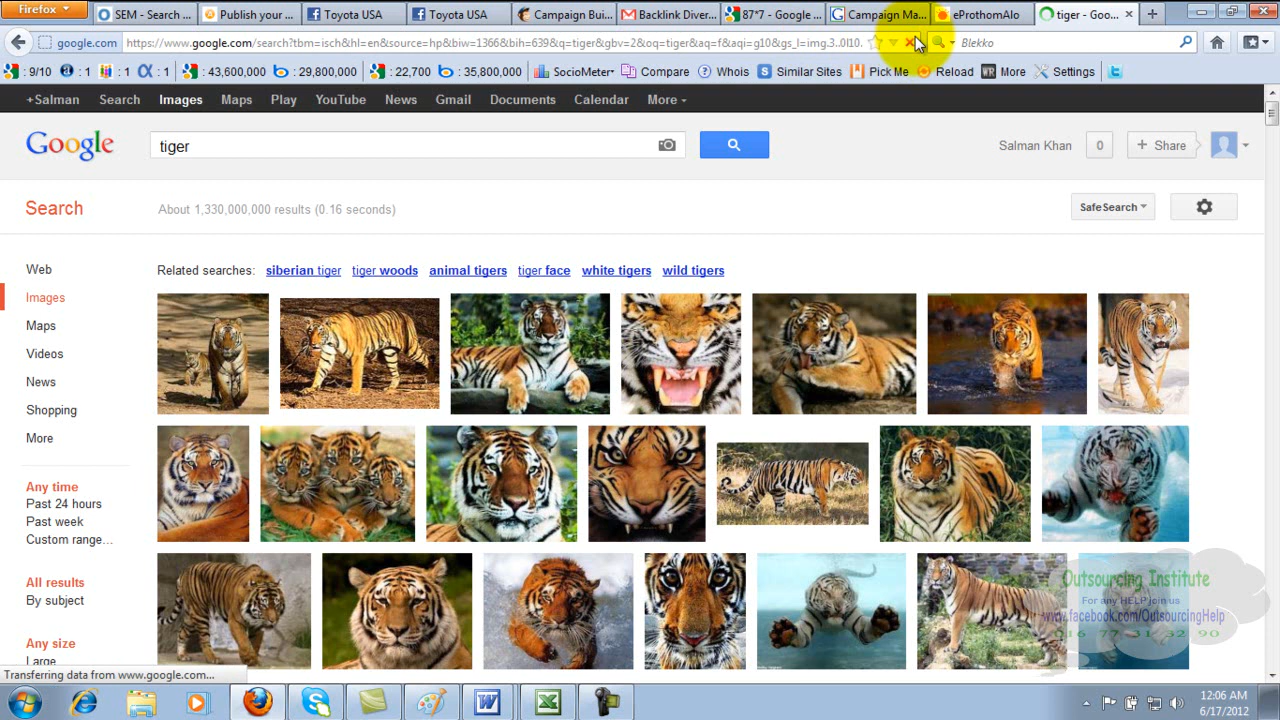 Firefox
SEM - Search ...
Publish your ...
Toyota USA
Toyota USA
Campaign Bui...
Backlink Diver...
87*7 - Google ...
Campaign Ma...
eProthomAlo
tiger - Goo...
google.com
https://www.google.com/search?tbm=isch&hl=en&source=hp&biw=1366&bih=639&q=tiger&gbv=2&oq=tiger&aq=f&aqi=g10&gs_l=img.3..0l10.
Blekko
: 9/10
: 1
: 1
α : 1
: 43,600,000
: 29,800,000
: 22,700
: 35,800,000
SocioMeter
Compare
Whois
Similar Sites
Pick Me
Reload
WR More
Settings
+Salman Search Images Maps Play YouTube News Gmail Documents Calendar More
Google
tiger
Salman Khan
0
+ Share
Search
About 1,330,000,000 results (0.16 seconds)
SafeSearch
Web
Related searches: siberian tiger tiger woods animal tigers tiger face white tigers wild tigers
Images
Maps
Videos
News
Shopping
More
Any time
Past 24 hours
Past week
Custom range...
All results
By subject
Any size
Large
Outsourcing Institute
For any HELP join us
www.facebook.com/OutsourcingHelp
Transferring data from www.google.com...
12:06 AM
6/17/2012